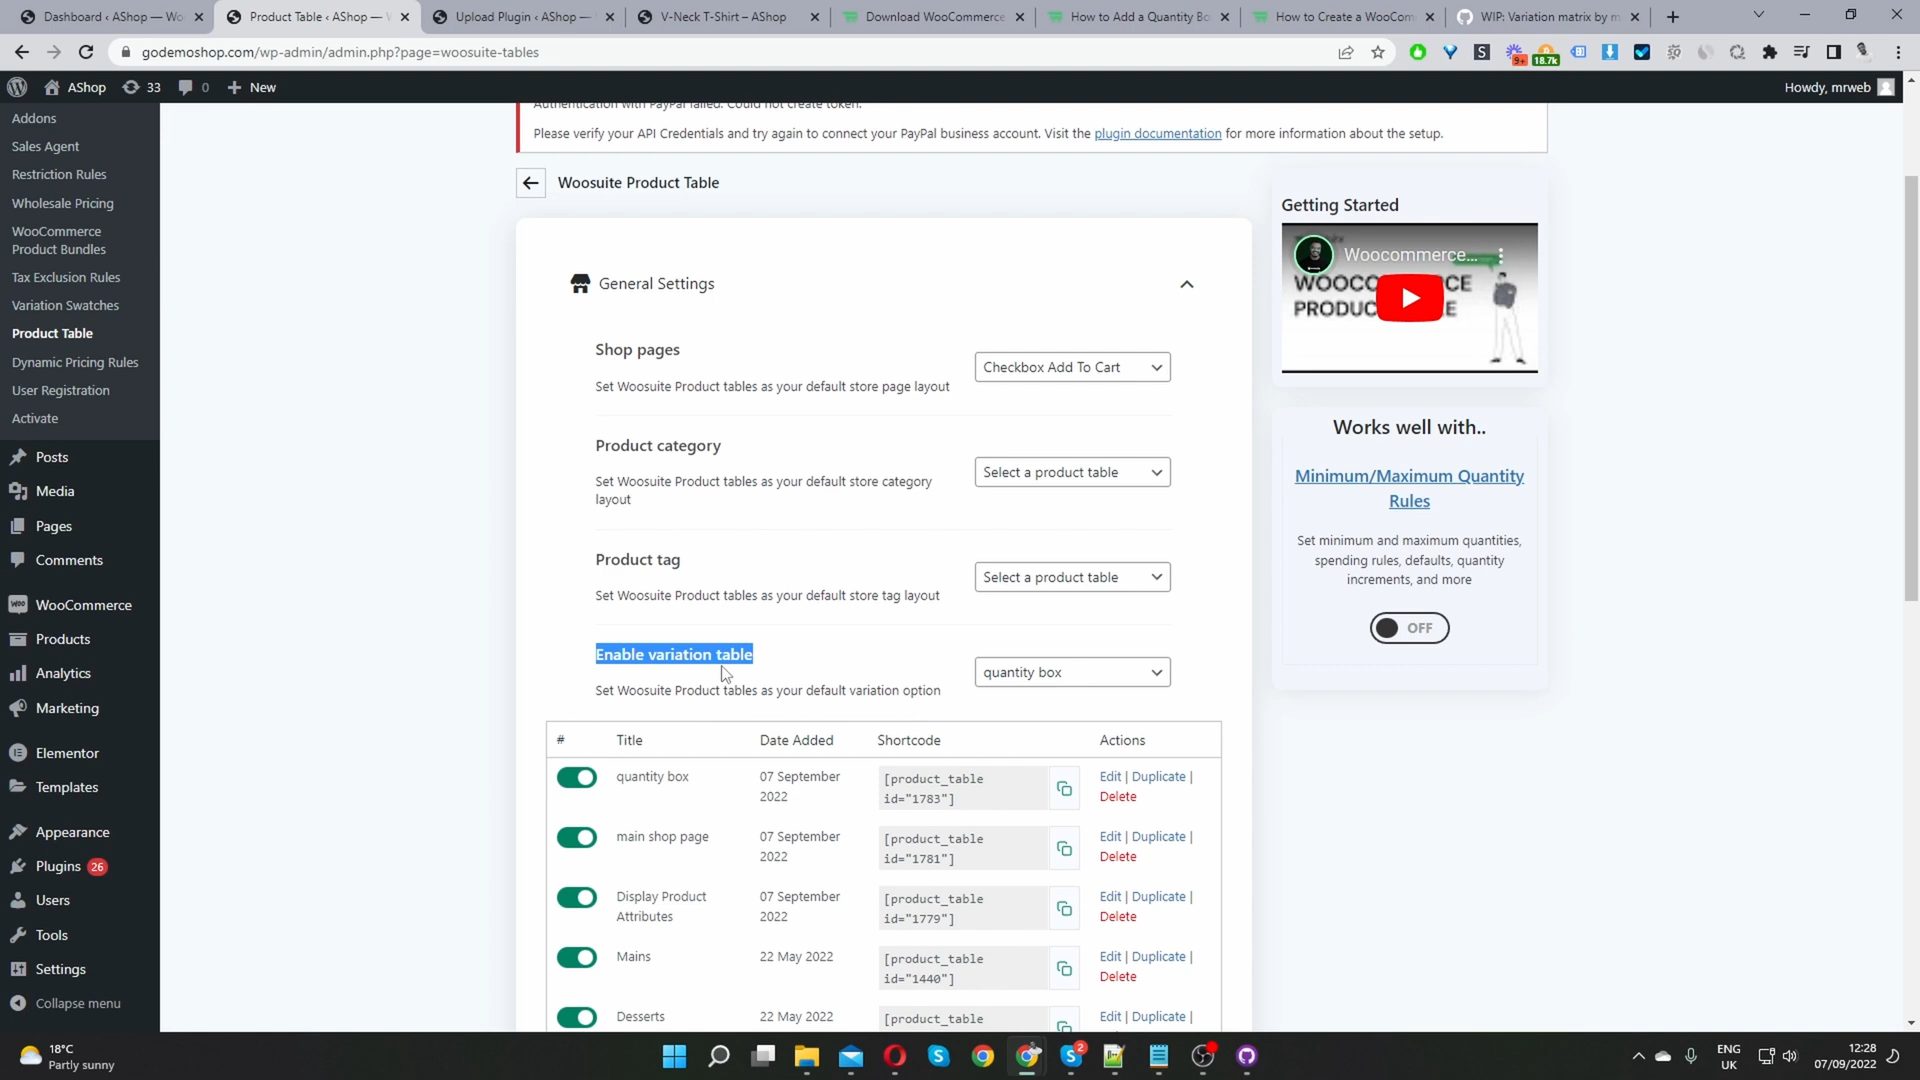 Dashboard ‹ AShop — Wo
Product Table ‹ AShop —
Upload Plugin ‹ AShop —
V-Neck T-Shirt – AShop
Download WooCommerce
How to Add a Quantity Bo
How to Create a WooCom
WIP: Variation matrix by m
godemoshop.com/wp-admin/admin.php?page=woosuite-tables
9+
18.7k
AShop
33
0
New
Howdy, mrweb
Addons
Sales Agent
Restriction Rules
Wholesale Pricing
WooCommerce
Product Bundles
Tax Exclusion Rules
Variation Swatches
Product Table
Dynamic Pricing Rules
User Registration
Activate
Posts
Media
Pages
Comments
WooCommerce
Products
Analytics
Marketing
Elementor
Templates
Appearance
Plugins 26
Users
Tools
Settings
Collapse menu
Authentication with PayPal failed. Could not create token.
Please verify your API Credentials and try again to connect your PayPal business account. Visit the plugin documentation for more information about the setup.
Woosuite Product Table
General Settings
Shop pages
Set Woosuite Product tables as your default store page layout
Checkbox Add To Cart
Product category
Set Woosuite Product tables as your default store category
layout
Select a product table
Product tag
Set Woosuite Product tables as your default store tag layout
Select a product table
Enable variation table
Set Woosuite Product tables as your default variation option
quantity box
# Title Date Added Shortcode Actions
quantity box 07 September 2022 [product_table id="1783"] Edit | Duplicate | Delete
main shop page 07 September 2022 [product_table id="1781"] Edit | Duplicate | Delete
Display Product Attributes 07 September 2022 [product_table id="1779"] Edit | Duplicate | Delete
Mains 22 May 2022 [product_table id="1440"] Edit | Duplicate | Delete
Desserts 22 May 2022 [product_table Edit | Duplicate |
Getting Started
Woocommerce...
Works well with..
Minimum/Maximum Quantity
Rules
Set minimum and maximum quantities,
spending rules, defaults, quantity
increments, and more
OFF
18°C
Partly sunny
2
ENG
UK
12:28
07/09/2022